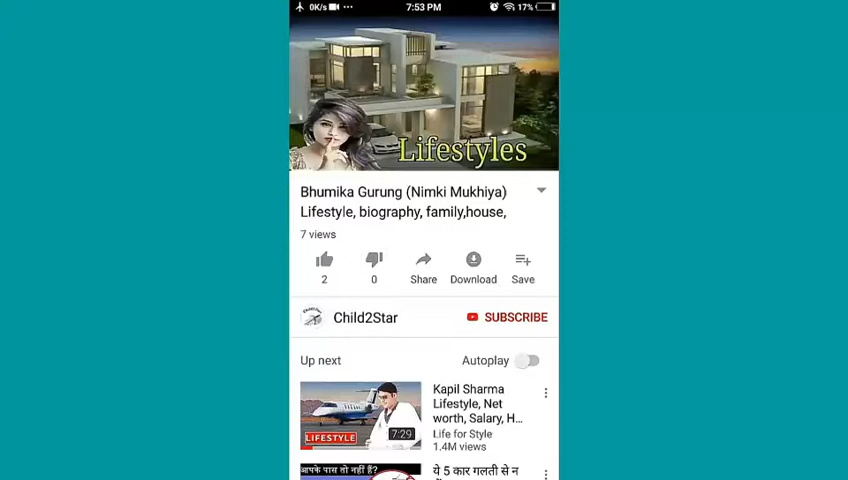 0K/s ... 7:53 PM 17%
Lifestyles
Bhumika Gurung (Nimki Mukhiya)
Lifestyle, biography, family,house,
7 views
2 0 Share Download Save
Child2Star SUBSCRIBE
Up next Autoplay
Kapil Sharma
Lifestyle, Net
worth, Salary, H...
Life for Style
1.4M views
LIFESTYLE 7:29
आपके पास तो नहीं हैं?
ये 5 कार गलती से न